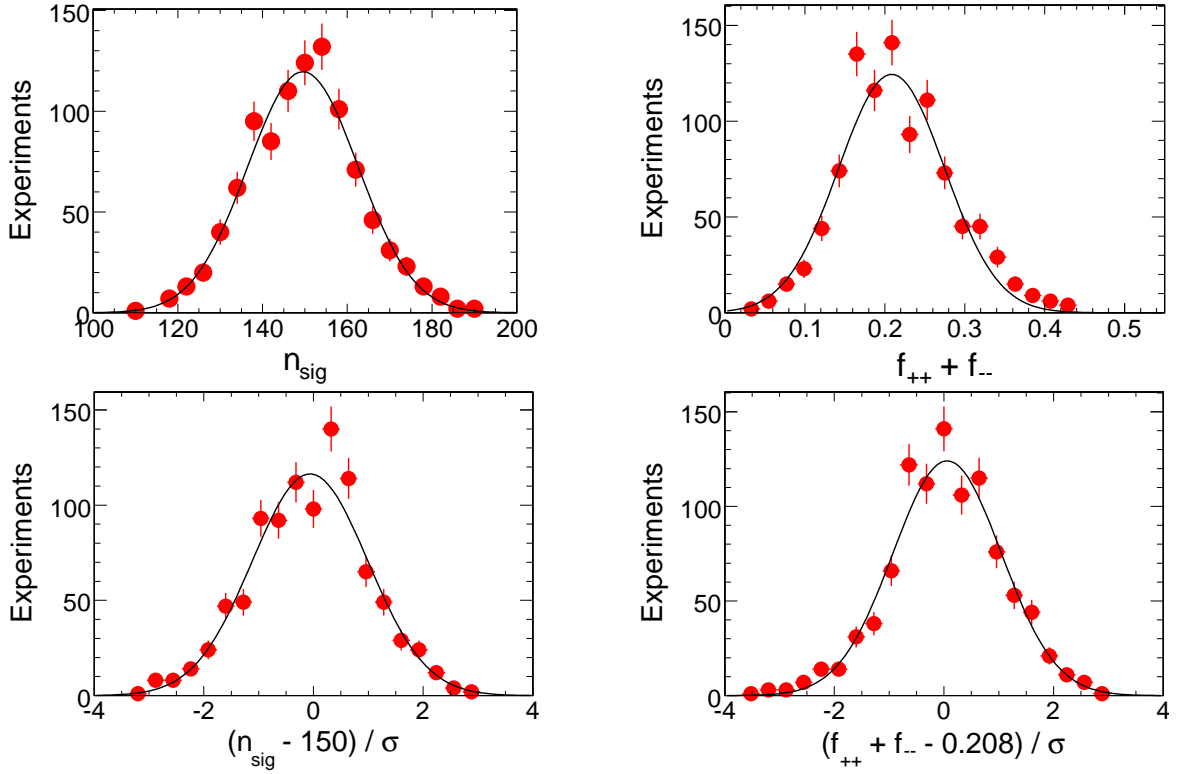 150
100
50
0
Experiments
100 120 140 160 180 200
n_sig
150
100
50
0
Experiments
0 0.1 0.2 0.3 0.4 0.5
f_++ + f_--
150
100
50
0
Experiments
-4 -2 0 2 4
(n_sig - 150) / σ
150
100
50
0
Experiments
-4 -2 0 2 4
(f_++ + f_-- - 0.208) / σ